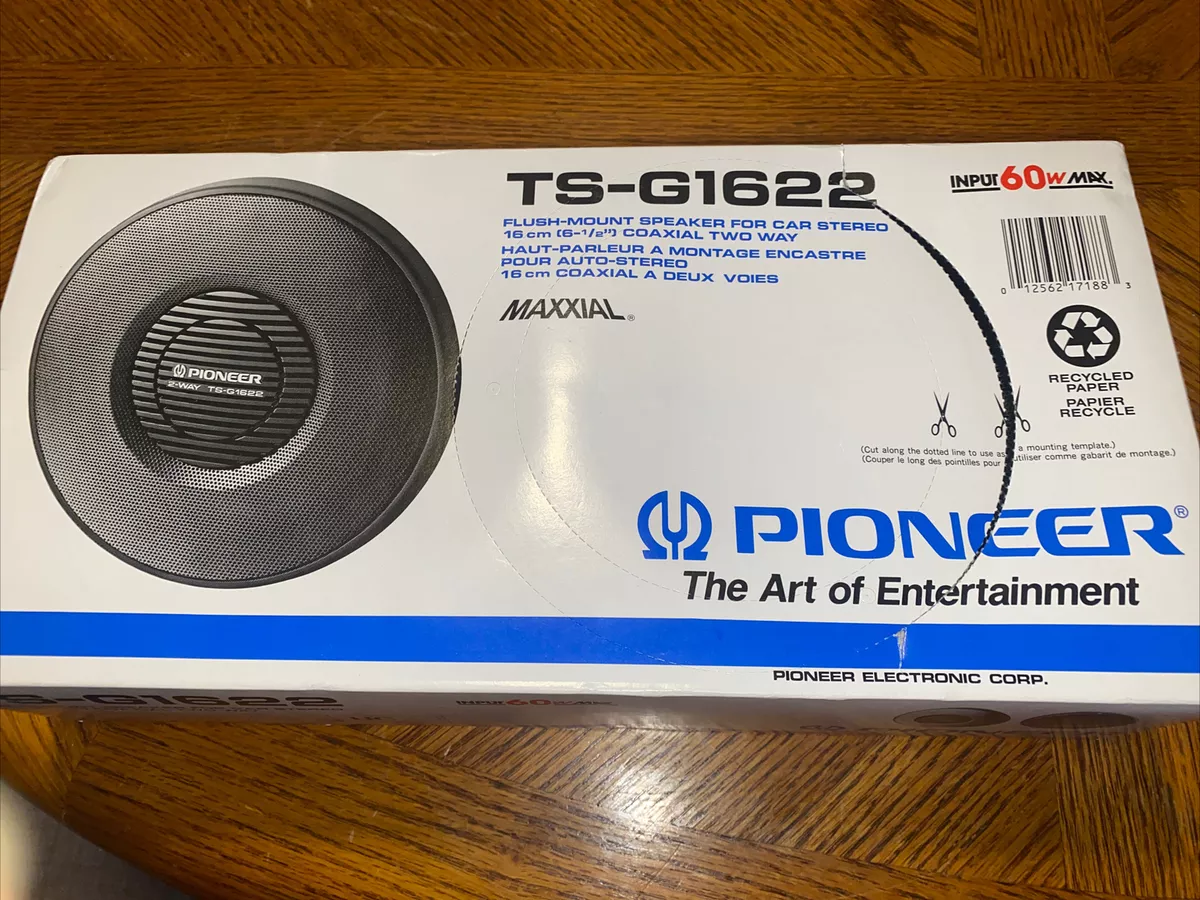 TS-G1622
INPUT 60W MAX.
FLUSH-MOUNT SPEAKER FOR CAR STEREO
16 cm (6-1/2") COAXIAL TWO WAY
HAUT-PARLEUR A MONTAGE ENCASTRE
POUR AUTO-STEREO
16 cm COAXIAL A DEUX VOIES
MAXXIAL®
0 12562 17188 3
PIONEER
2-WAY TS-G1622
RECYCLED
PAPER
PAPIER
RECYCLE
(Cut along the dotted line to use as a mounting template.)
(Couper le long des pointilles pour utiliser comme gabarit de montage.)
PIONEER®
The Art of Entertainment
PIONEER ELECTRONIC CORP.
S-G1622
INPUT 60W MAX.